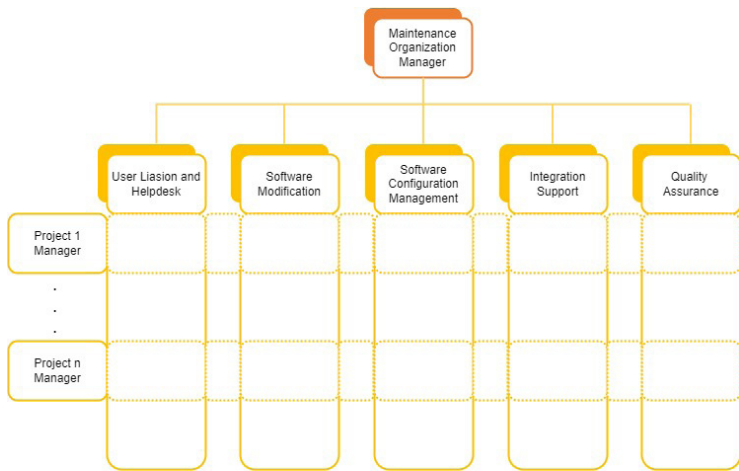 Maintenance
Organization
Manager
User Liasion and
Helpdesk
Software
Modification
Software
Configuration
Management
Integration
Support
Quality
Assurance
Project 1
Manager
.
.
.
Project n
Manager